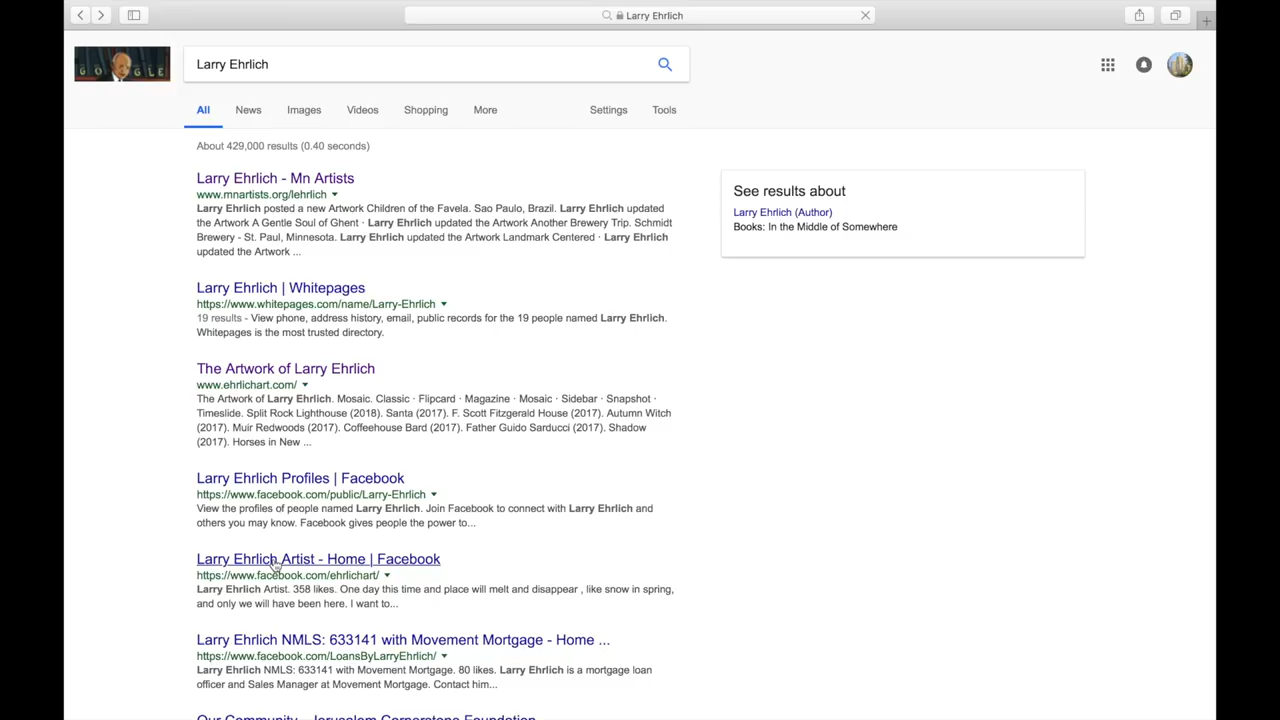 Larry Ehrlich
GOOGLE
Larry Ehrlich
All News Images Videos Shopping More Settings Tools
About 429,000 results (0.40 seconds)
Larry Ehrlich - Mn Artists
www.mnartists.org/lehrlich
Larry Ehrlich posted a new Artwork Children of the Favela. Sao Paulo, Brazil. Larry Ehrlich updated
the Artwork A Gentle Soul of Ghent · Larry Ehrlich updated the Artwork Another Brewery Trip. Schmidt
Brewery - St. Paul, Minnesota. Larry Ehrlich updated the Artwork Landmark Centered · Larry Ehrlich
updated the Artwork ...
Larry Ehrlich | Whitepages
https://www.whitepages.com/name/Larry-Ehrlich
19 results - View phone, address history, email, public records for the 19 people named Larry Ehrlich.
Whitepages is the most trusted directory.
The Artwork of Larry Ehrlich
www.ehrlichart.com/
The Artwork of Larry Ehrlich. Mosaic. Classic · Flipcard · Magazine · Mosaic · Sidebar · Snapshot ·
Timeslide. Split Rock Lighthouse (2018). Santa (2017). F. Scott Fitzgerald House (2017). Autumn Witch
(2017). Muir Redwoods (2017). Coffeehouse Bard (2017). Father Guido Sarducci (2017). Shadow
(2017). Horses in New ...
Larry Ehrlich Profiles | Facebook
https://www.facebook.com/public/Larry-Ehrlich
View the profiles of people named Larry Ehrlich. Join Facebook to connect with Larry Ehrlich and
others you may know. Facebook gives people the power to...
Larry Ehrlich Artist - Home | Facebook
https://www.facebook.com/ehrlichart/
Larry Ehrlich Artist. 358 likes. One day this time and place will melt and disappear , like snow in spring,
and only we will have been here. I want to...
Larry Ehrlich NMLS: 633141 with Movement Mortgage - Home ...
https://www.facebook.com/LoansByLarryEhrlich/
Larry Ehrlich NMLS: 633141 with Movement Mortgage. 80 likes. Larry Ehrlich is a mortgage loan
officer and Sales Manager at Movement Mortgage. Contact him...
Our Community - Jerusalem Cornerstone Foundation
See results about
Larry Ehrlich (Author)
Books: In the Middle of Somewhere